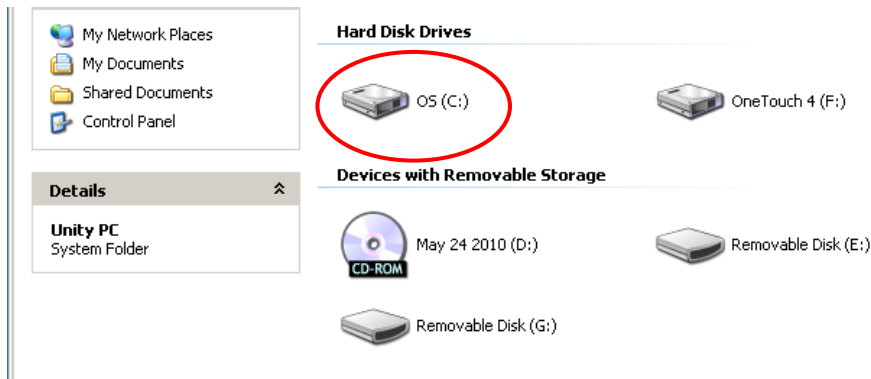 My Network Places
My Documents
Shared Documents
Control Panel
Details
Unity PC
System Folder
Hard Disk Drives
OS (C:)
OneTouch 4 (F:)
Devices with Removable Storage
CD-ROM
May 24 2010 (D:)
Removable Disk (E:)
Removable Disk (G:)